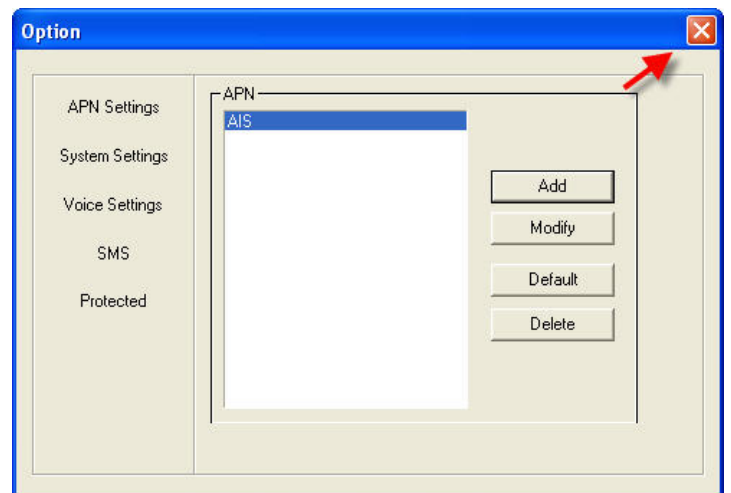 Option
APN Settings
System Settings
Voice Settings
SMS
Protected
APN
AIS
Add
Modify
Default
Delete